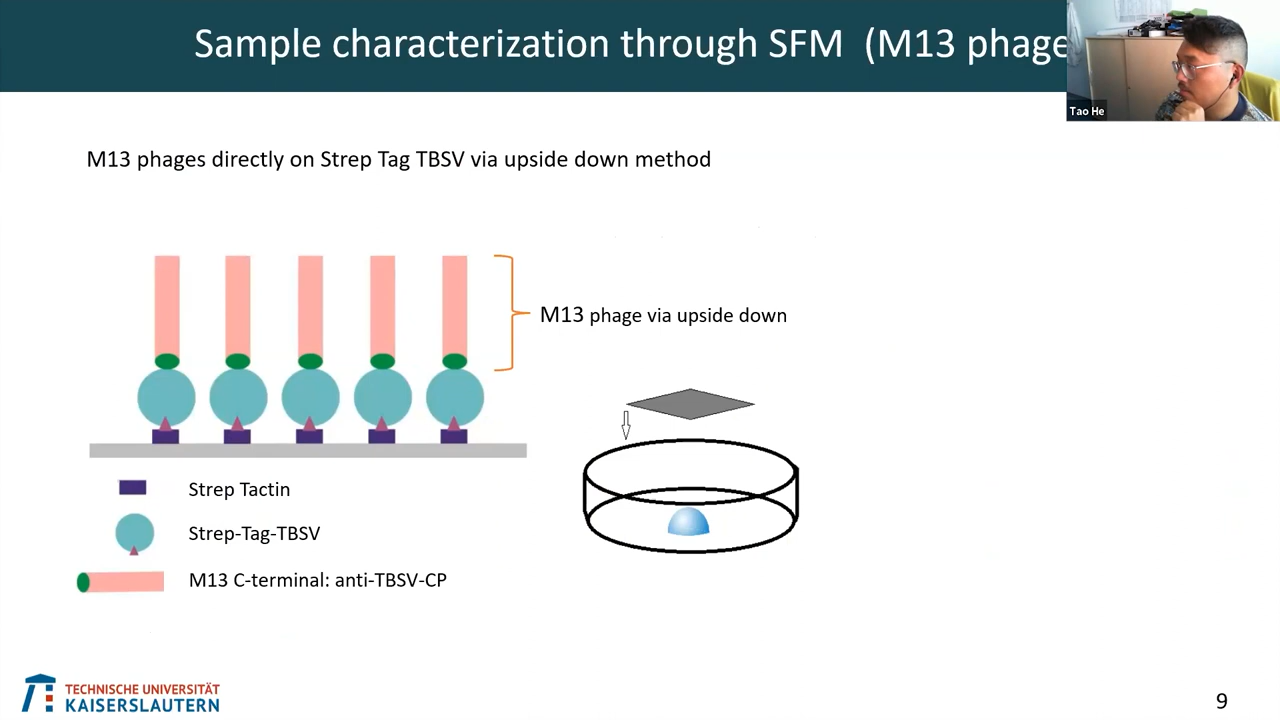 Sample characterization through SFM (M13 phage
Tao He
M13 phages directly on Strep Tag TBSV via upside down method
M13 phage via upside down
Strep Tactin
Strep-Tag-TBSV
M13 C-terminal: anti-TBSV-CP
TECHNISCHE UNIVERSITÄT
KAISERSLAUTERN
9